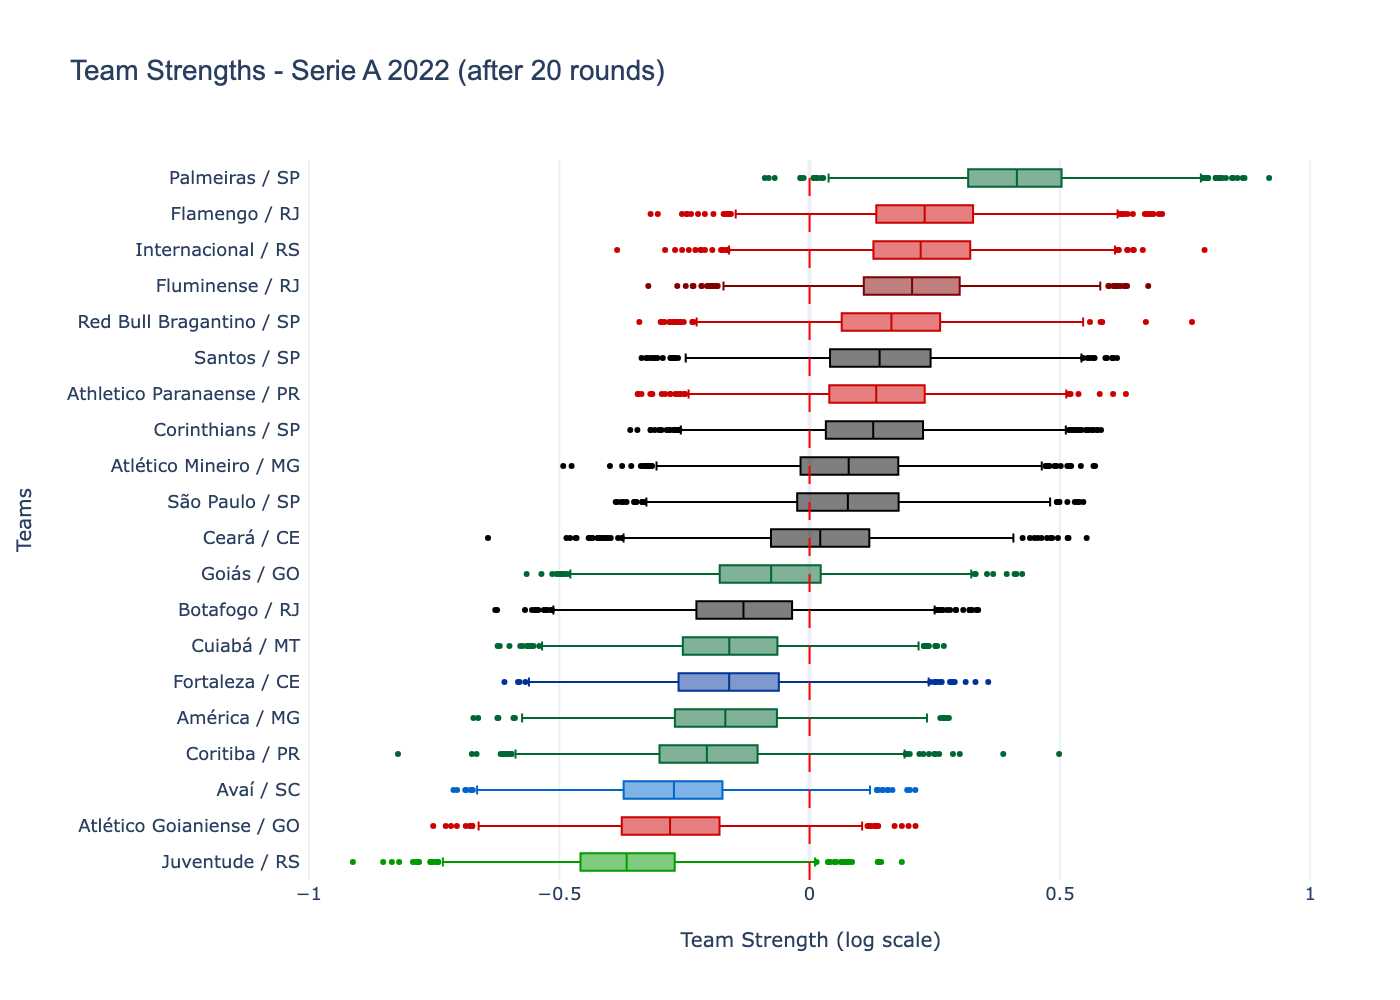 Team Strengths - Serie A 2022 (after 20 rounds)
Palmeiras / SP
Flamengo / RJ
Internacional / RS
Fluminense / RJ
Red Bull Bragantino / SP
Santos / SP
Athletico Paranaense / PR
Corinthians / SP
Atlético Mineiro / MG
São Paulo / SP
Ceará / CE
Goiás / GO
Botafogo / RJ
Cuiabá / MT
Fortaleza / CE
América / MG
Coritiba / PR
Avaí / SC
Atlético Goianiense / GO
Juventude / RS
Teams
−1 −0.5 0 0.5 1
Team Strength (log scale)